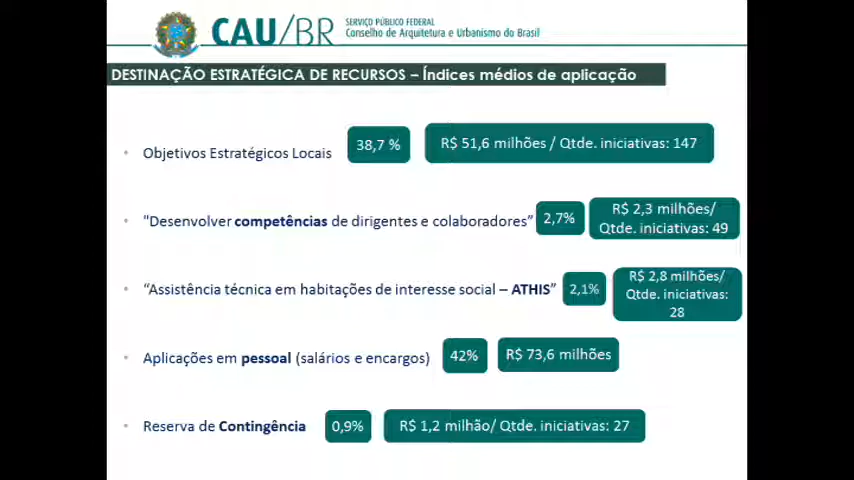 CAU/BR
SERVIÇO PÚBLICO FEDERAL
Conselho de Arquitetura e Urbanismo do Brasil
DESTINAÇÃO ESTRATÉGICA DE RECURSOS – Índices médios de aplicação
• Objetivos Estratégicos Locais 38,7 % R$ 51,6 milhões / Qtde. iniciativas: 147
• “Desenvolver competências de dirigentes e colaboradores” 2,7%
R$ 2,3 milhões/
Qtde. iniciativas: 49
• “Assistência técnica em habitações de interesse social – ATHIS” 2,1%
R$ 2,8 milhões/
Qtde. iniciativas:
28
• Aplicações em pessoal (salários e encargos) 42% R$ 73,6 milhões
• Reserva de Contingência 0,9% R$ 1,2 milhão/ Qtde. iniciativas: 27